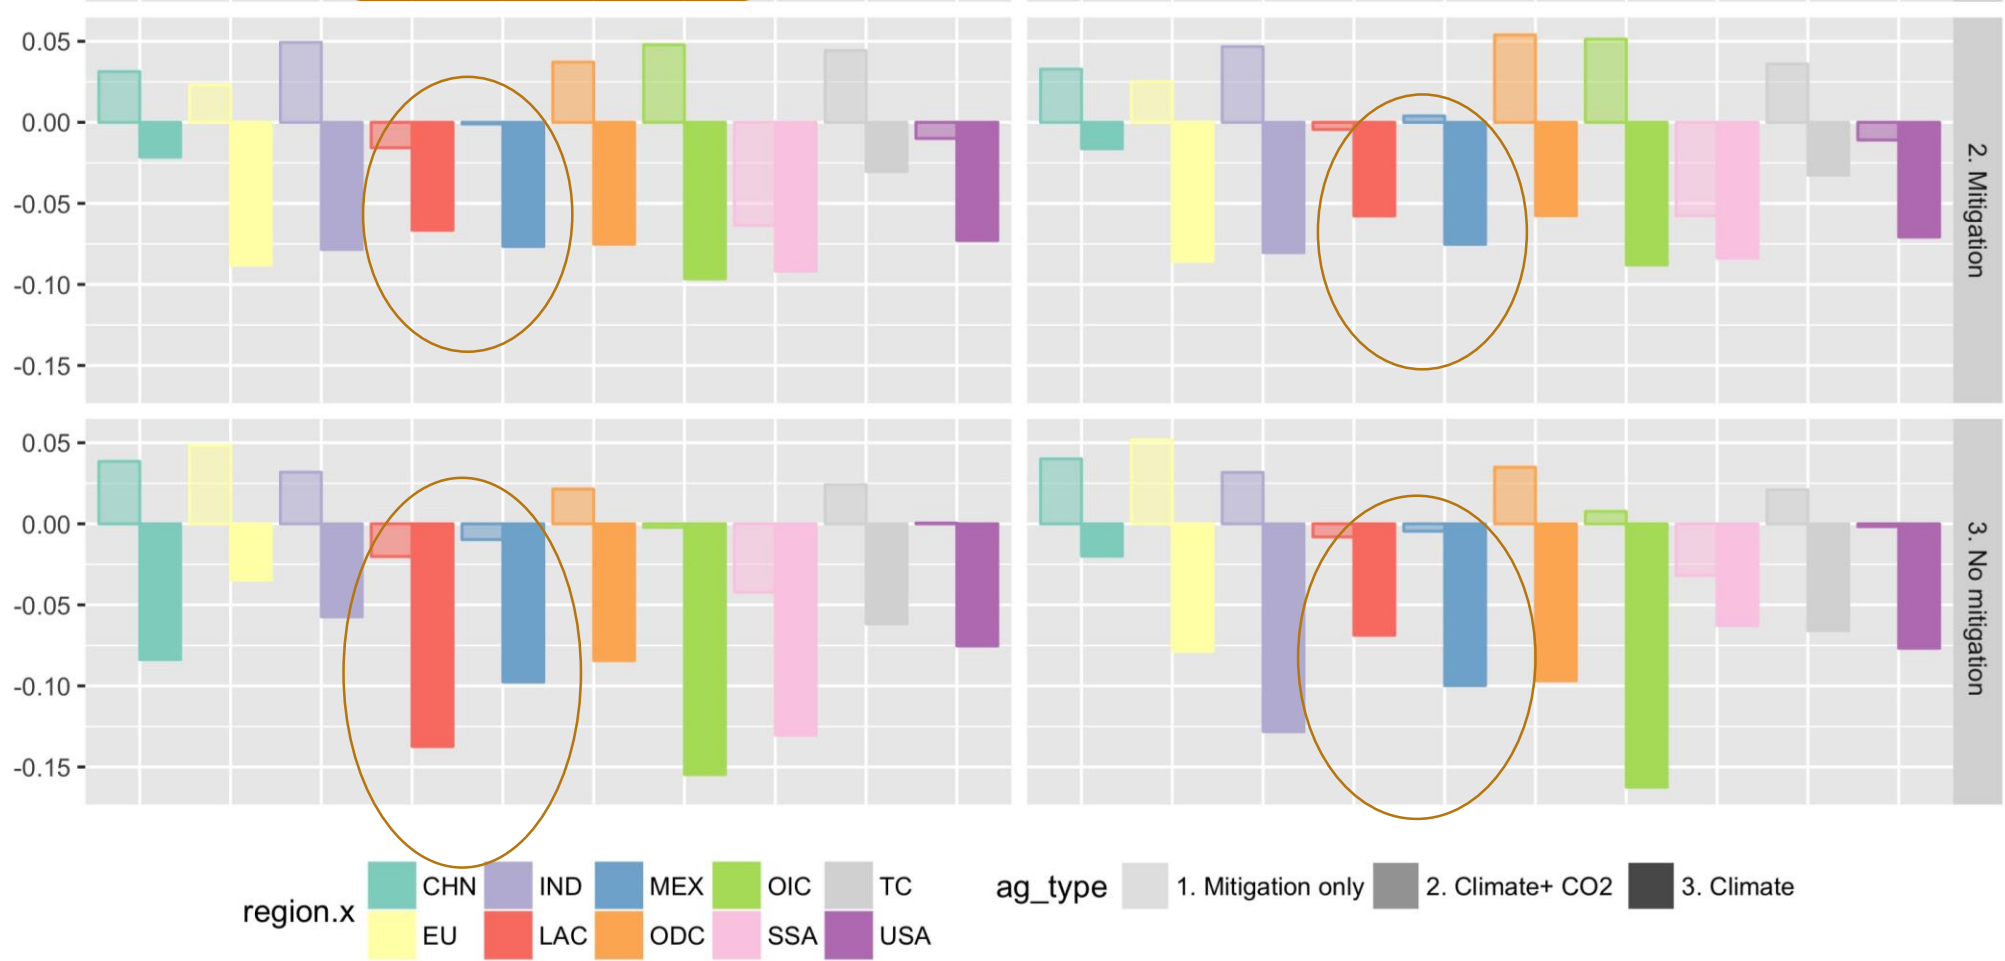 0.05
0.00
-0.05
-0.10
-0.15
2. Mitigation
0.05
0.00
-0.05
-0.10
-0.15
3. No mitigation
region.x
CHN IND MEX OIC TC
EU LAC ODC SSA USA
ag_type 1. Mitigation only 2. Climate+ CO2 3. Climate